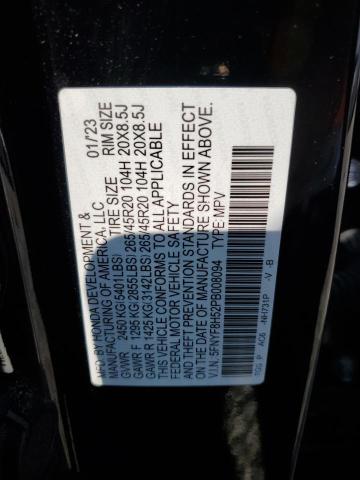 MFD. BY HONDA DEVELOPMENT & 01/23
MANUFACTURING OF AMERICA, LLC TIRE SIZE RIM SIZE
GVWR 2450 KG(5401LBS)
GAWR F 1295 KG(2855LBS) 265/45R20 104H 20X8.5J
GAWR R 1425 KG(3142LBS) 265/45R20 104H 20X8.5J
THIS VEHICLE CONFORMS TO ALL APPLICABLE
FEDERAL MOTOR VEHICLE SAFETY
AND THEFT PREVENTION STANDARDS IN EFFECT
ON THE DATE OF MANUFACTURE SHOWN ABOVE.
V.I.N. 5FNYF8H52PB008094 TYPE:MPV
TGG P AC6 -NH731P -V -B